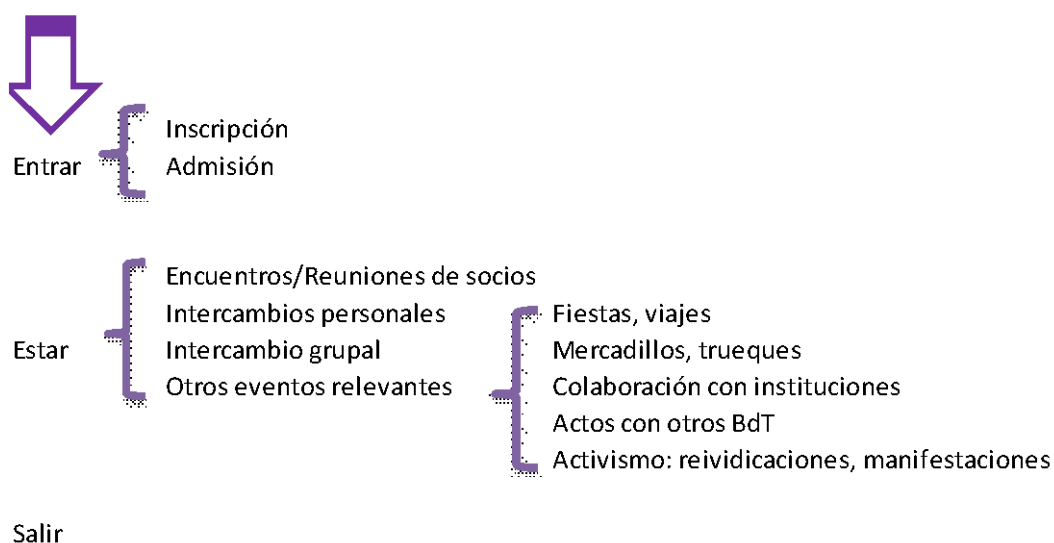 Inscripción
Entrar
Admisión
Encuentros/Reuniones de socios
Intercambios personales
Fiestas, viajes
Estar
Intercambio grupal
Mercadillos, trueques
Otros eventos relevantes
Colaboración con instituciones
Actos con otros BdT
Activismo: reividicaciones, manifestaciones
Salir